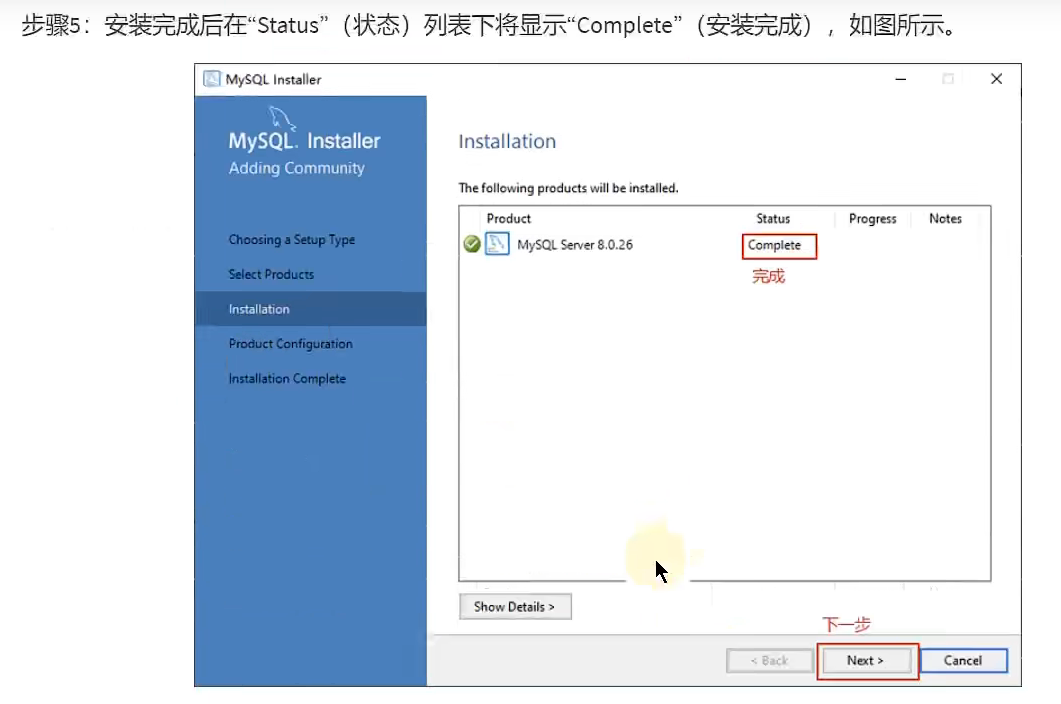 步骤5：安装完成后在“Status”（状态）列表下将显示“Complete”（安装完成），如图所示。
MySQL Installer
MySQL. Installer
Adding Community
Choosing a Setup Type
Select Products
Installation
Product Configuration
Installation Complete
Installation
The following products will be installed.
Product Status Progress Notes
MySQL Server 8.0.26 Complete
完成
Show Details >
下一步
< Back Next > Cancel